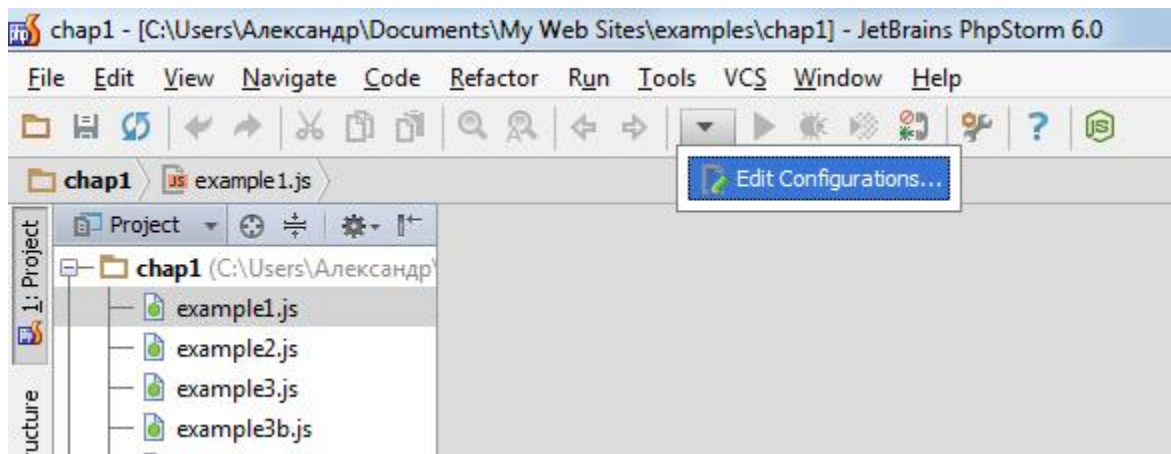 chap1 - [C:\Users\Александр\Documents\My Web Sites\examples\chap1] - JetBrains PhpStorm 6.0
File Edit View Navigate Code Refactor Run Tools VCS Window Help
Edit Configurations...
chap1 example1.js
1: Project
Project
chap1 (C:\Users\Александр\
example1.js
example2.js
example3.js
example3b.js